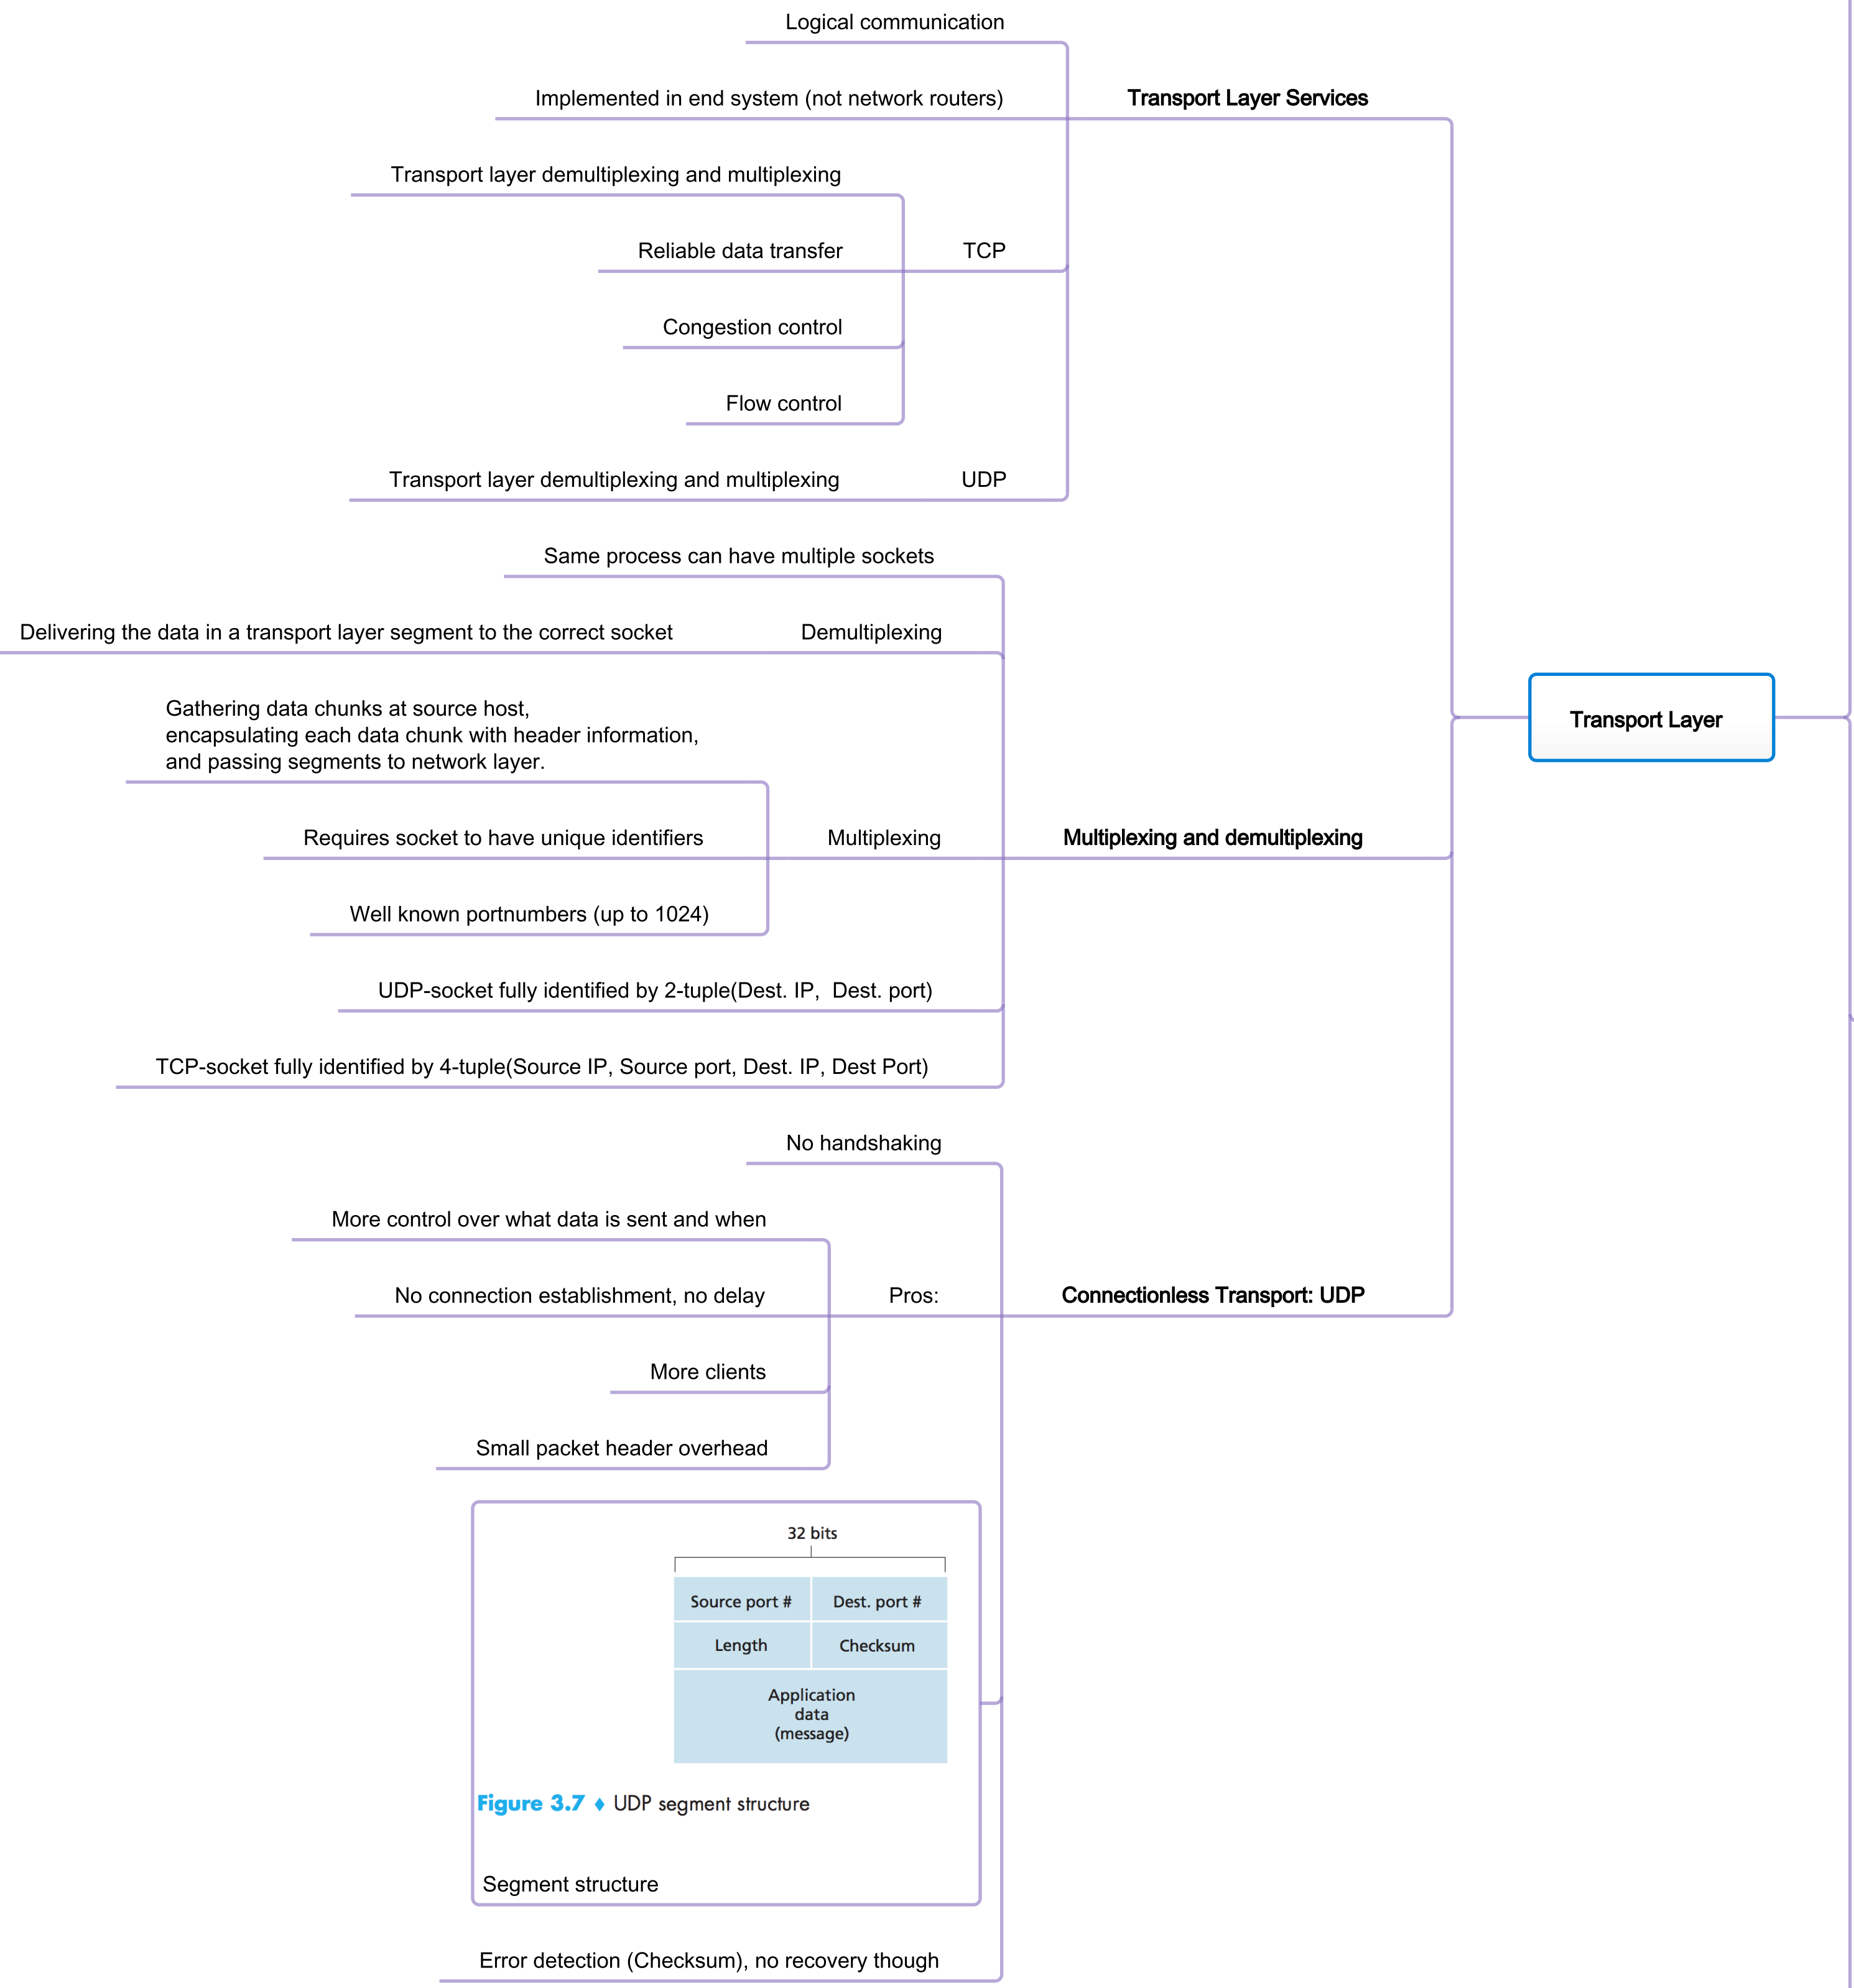 Logical communication
Implemented in end system (not network routers)
Transport Layer Services
Transport layer demultiplexing and multiplexing
Reliable data transfer
TCP
Congestion control
Flow control
Transport layer demultiplexing and multiplexing
UDP
Same process can have multiple sockets
Delivering the data in a transport layer segment to the correct socket
Demultiplexing
Gathering data chunks at source host,
encapsulating each data chunk with header information,
and passing segments to network layer.
Transport Layer
Requires socket to have unique identifiers
Multiplexing
Multiplexing and demultiplexing
Well known portnumbers (up to 1024)
UDP-socket fully identified by 2-tuple(Dest. IP,  Dest. port)
TCP-socket fully identified by 4-tuple(Source IP, Source port, Dest. IP, Dest Port)
No handshaking
More control over what data is sent and when
No connection establishment, no delay
Pros:
Connectionless Transport: UDP
More clients
Small packet header overhead
32 bits
Source port #
Dest. port #
Length
Checksum
Application
data
(message)
Figure 3.7 ♦ UDP segment structure
Segment structure
Error detection (Checksum), no recovery though